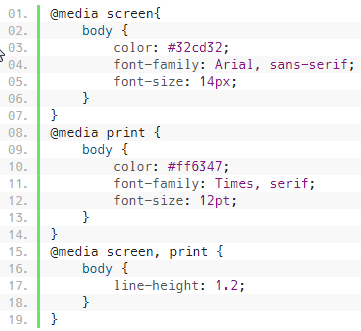 01. @media screen{
02.     body {
03.         color: #32cd32;
04.         font-family: Arial, sans-serif;
05.         font-size: 14px;
06.     }
07. }
08. @media print {
09.     body {
10.         color: #ff6347;
11.         font-family: Times, serif;
12.         font-size: 12pt;
13.     }
14. }
15. @media screen, print {
16.     body {
17.         line-height: 1.2;
18.     }
19. }